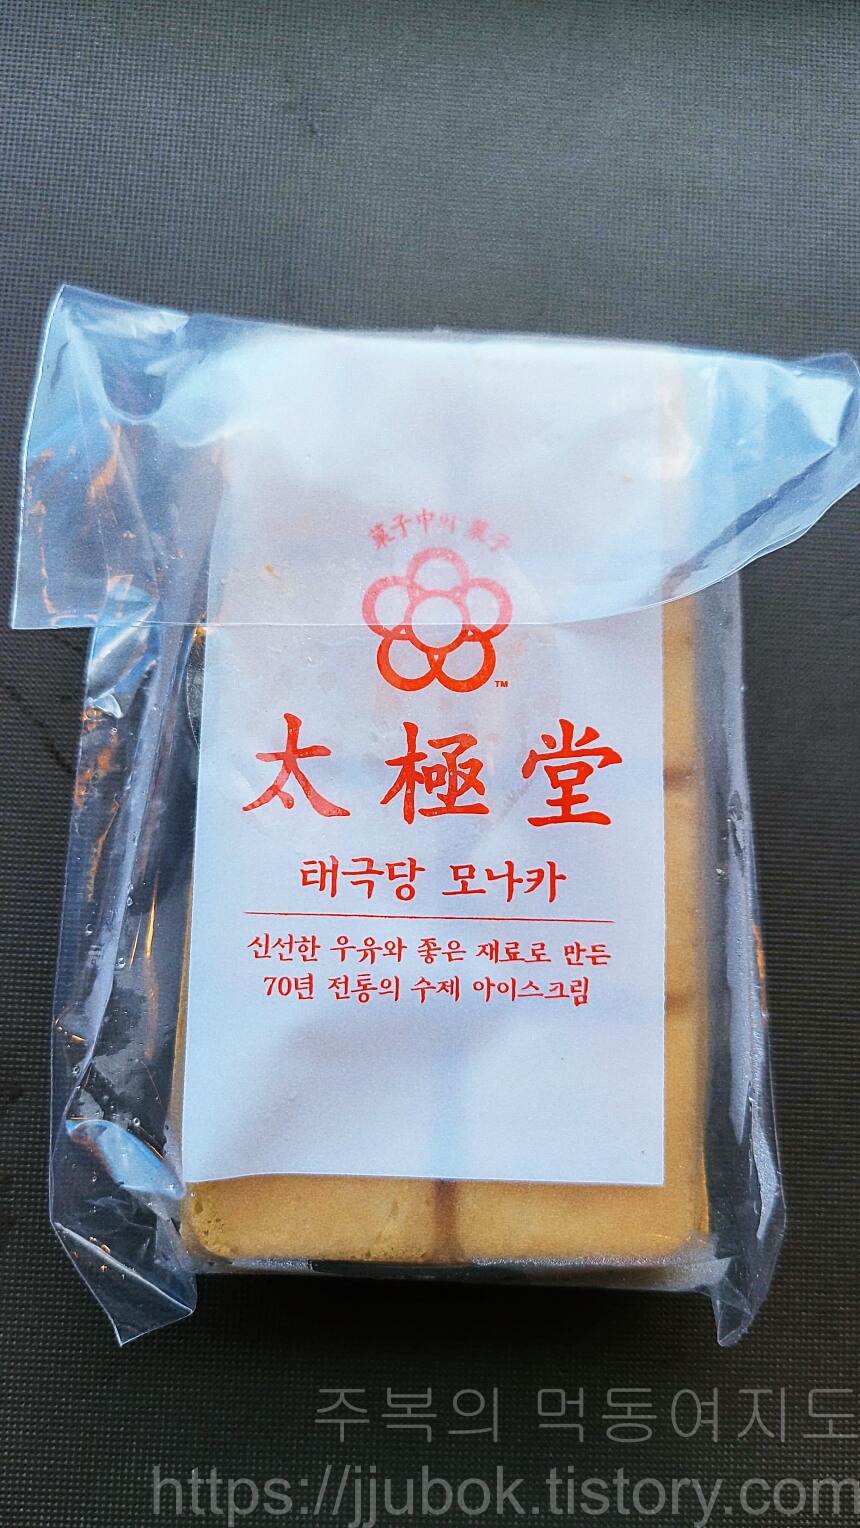 菓子中의 菓子
TM
太極堂
태극당 모나카
신선한 우유와 좋은 재료로 만든
70년 전통의 수제 아이스크림
주복의 먹동여지도
https://jjubok.tistory.com